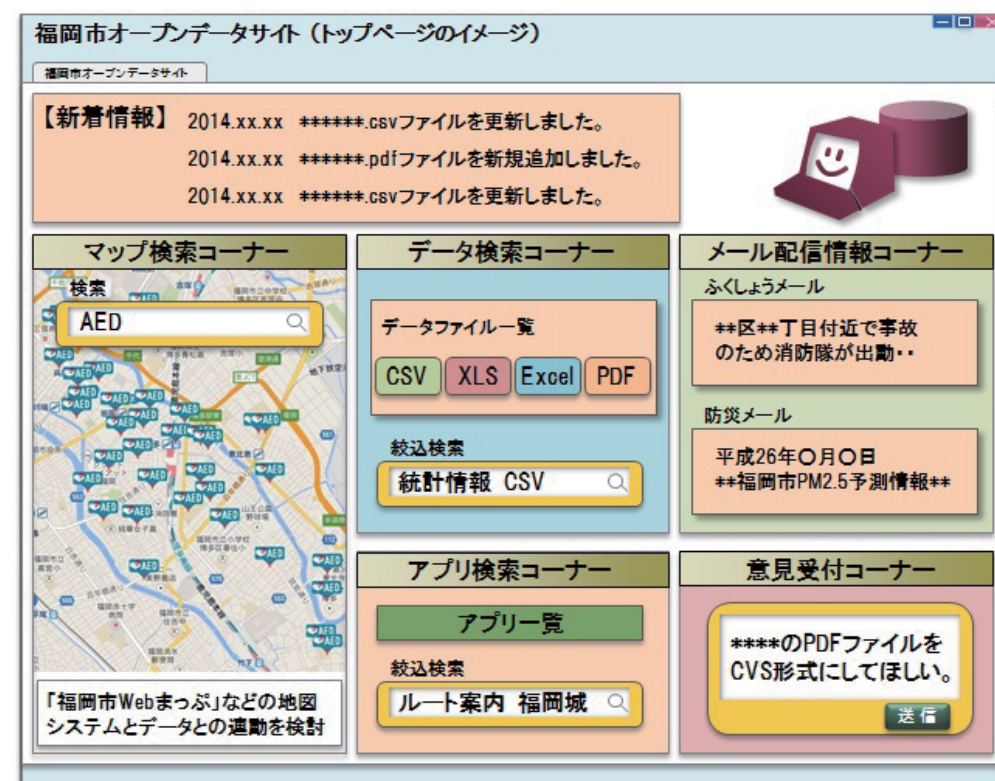 福岡市オープンデータサイト（トップページのイメージ）
福岡市オープンデータサイト
【新着情報】 2014.xx.xx ******.csvファイルを更新しました。
2014.xx.xx ******.pdfファイルを新規追加しました。
2014.xx.xx ******.csvファイルを更新しました。
マップ検索コーナー
検索
AED
「福岡市Webまっぷ」などの地図
システムとデータとの連動を検討
データ検索コーナー
データファイル一覧
CSV XLS Excel PDF
絞込検索
統計情報 CSV
メール配信情報コーナー
ふくしょうメール
**区**丁目付近で事故
のため消防隊が出動・・
防災メール
平成26年〇月〇日
**福岡市PM2.5予測情報**
アプリ検索コーナー
アプリ一覧
絞込検索
ルート案内 福岡城
意見受付コーナー
****のPDFファイルを
CVS形式にしてほしい。
送信